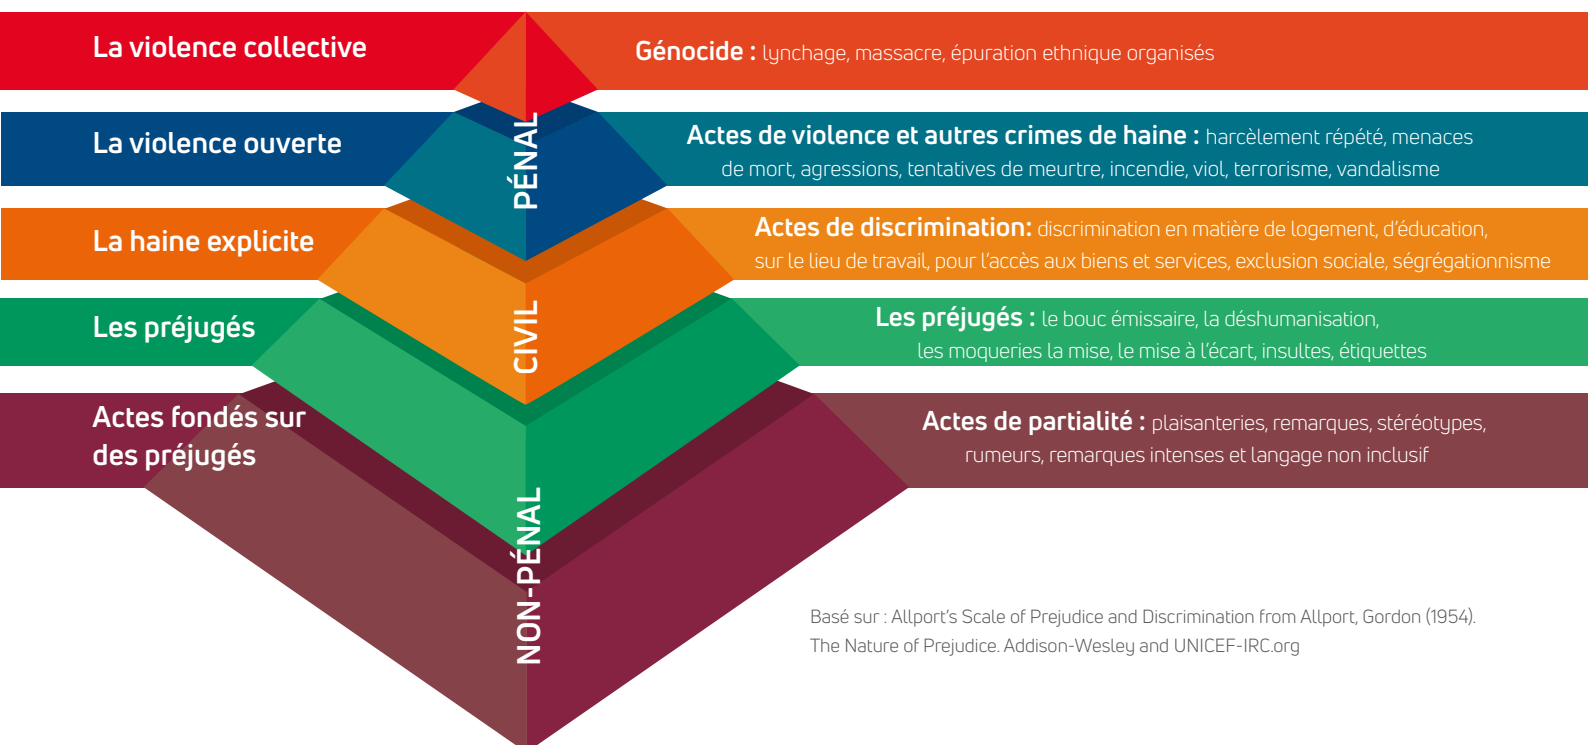 La violence collective
Génocide : lynchage, massacre, épuration ethnique organisés
La violence ouverte
Actes de violence et autres crimes de haine : harcèlement répété, menaces
de mort, agressions, tentatives de meurtre, incendie, viol, terrorisme, vandalisme
PÉNAL
La haine explicite
Actes de discrimination: discrimination en matière de logement, d'éducation,
sur le lieu de travail, pour l'accès aux biens et services, exclusion sociale, ségrégationnisme
CIVIL
Les préjugés
Les préjugés : le bouc émissaire, la déshumanisation,
les moqueries la mise, le mise à l'écart, insultes, étiquettes
Actes fondés sur
des préjugés
Actes de partialité : plaisanteries, remarques, stéréotypes,
rumeurs, remarques intenses et langage non inclusif
NON-PÉNAL
Basé sur : Allport's Scale of Prejudice and Discrimination from Allport, Gordon (1954).
The Nature of Prejudice. Addison-Wesley and UNICEF-IRC.org